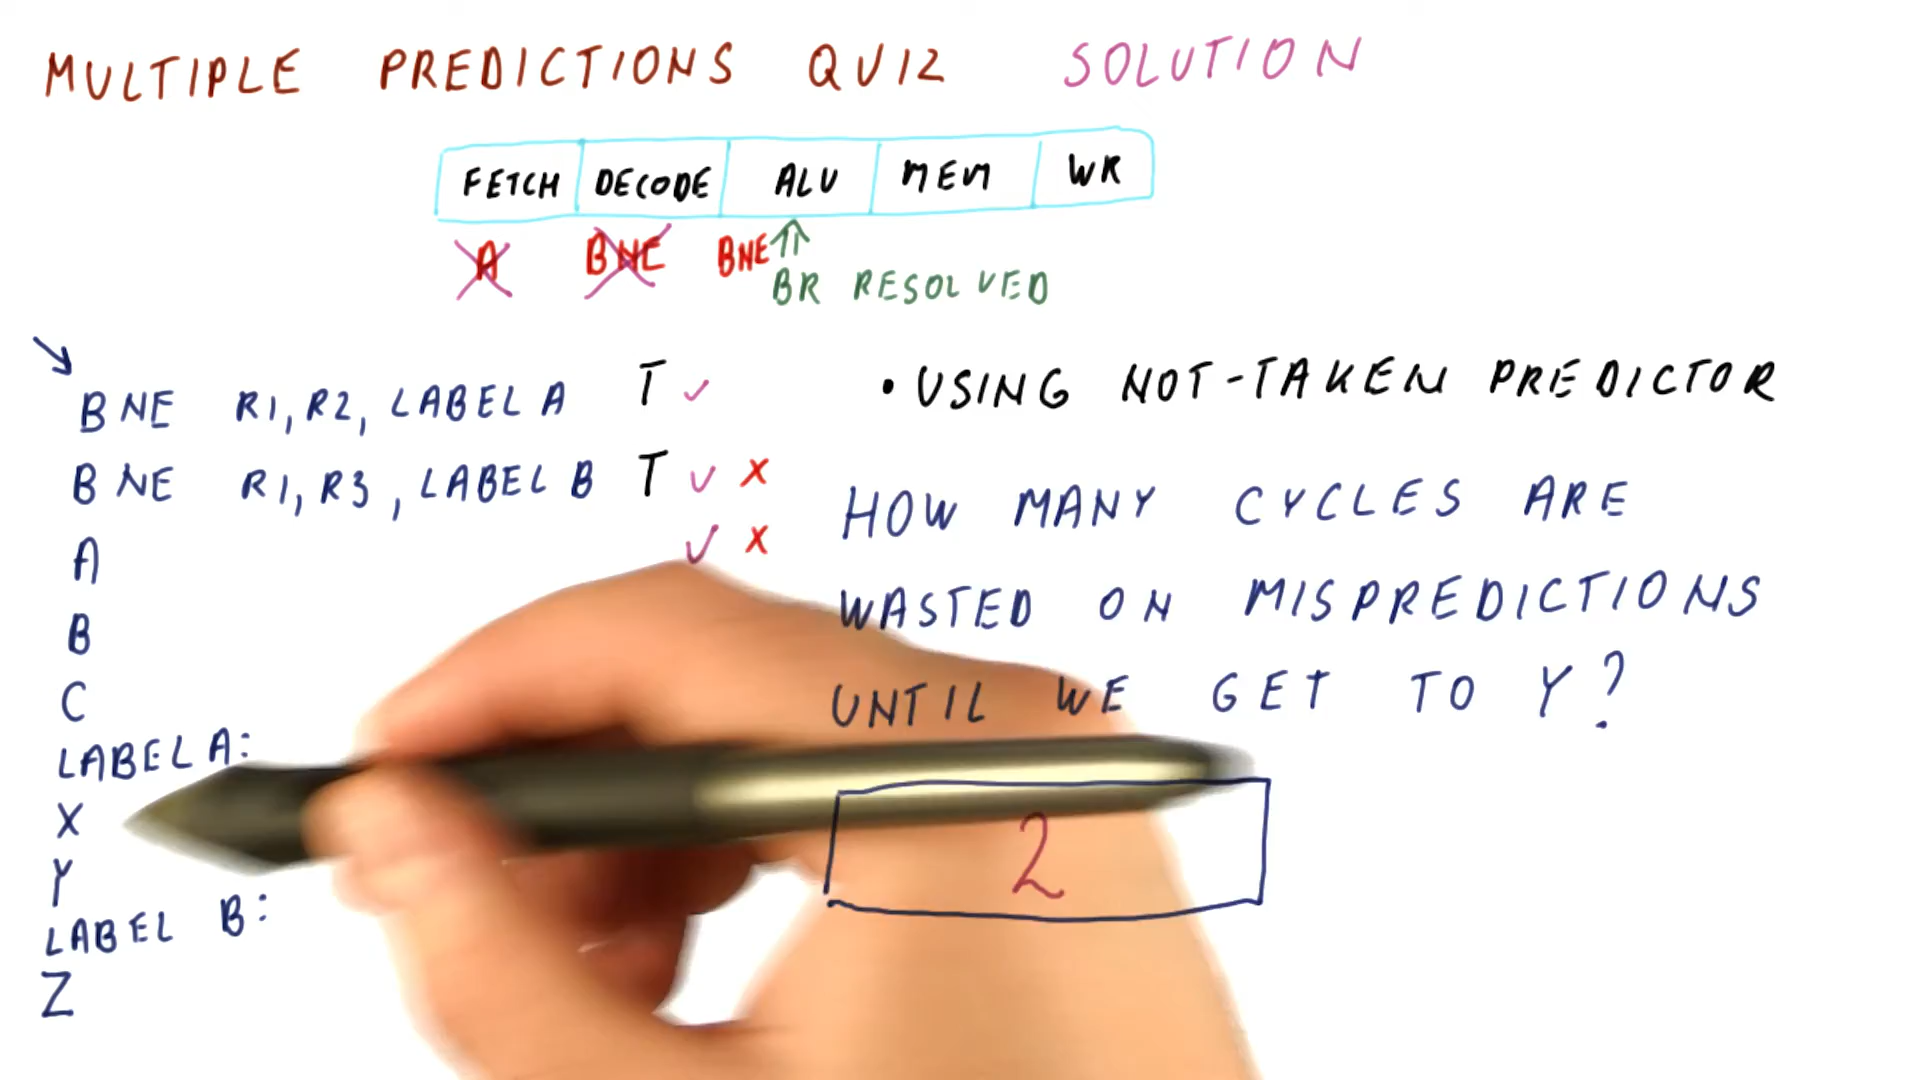 MULTIPLE PREDICTIONS QUIZ SOLUTION
FETCH DECODE ALU MEM WR
A BNE BNE
BR RESOLVED
BNE R1, R2, LABEL A T ✓
• USING NOT-TAKEN PREDICTOR
BNE R1, R3, LABEL B T ✓ X
HOW MANY CYCLES ARE
A ✓ X
WASTED ON MISPREDICTIONS
B
UNTIL WE GET TO Y?
C
LABEL A:
X
2
Y
LABEL B:
Z